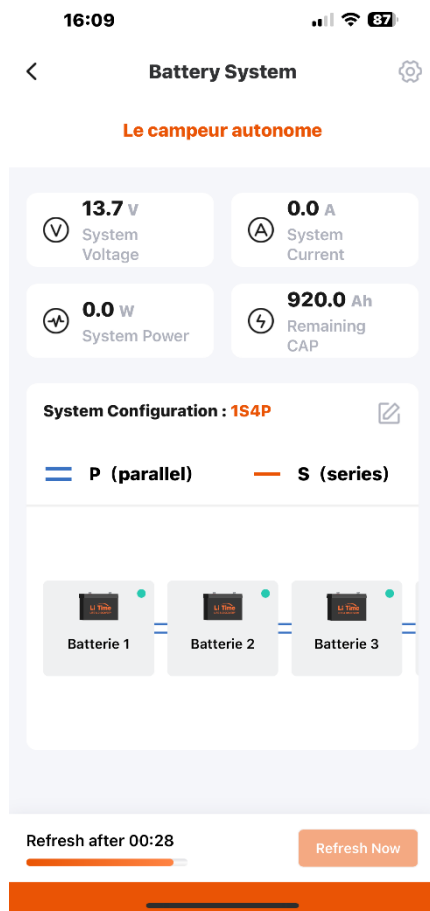 16:09
87
Battery System
Le campeur autonome
13.7 V
System
Voltage
0.0 A
System
Current
0.0 W
System Power
920.0 Ah
Remaining
CAP
System Configuration : 1S4P
P (parallel)
S (series)
Li Time
Li Time
Li Time
Batterie 1
Batterie 2
Batterie 3
Refresh after 00:28
Refresh Now